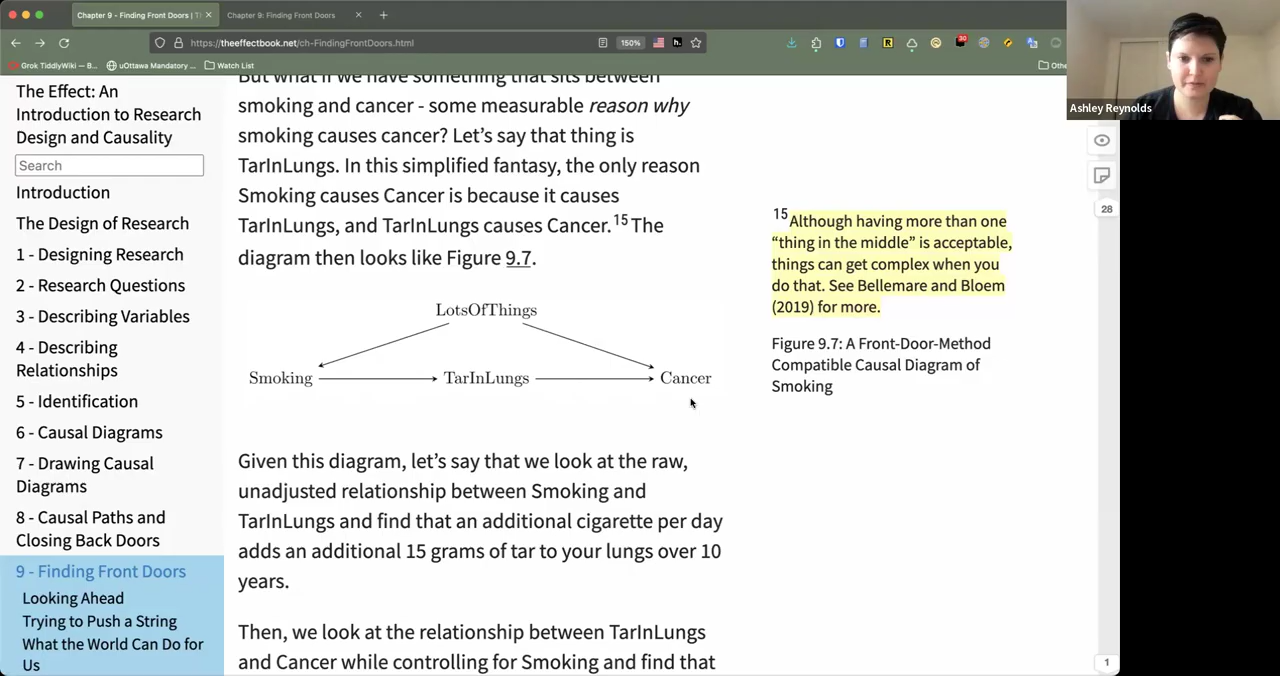 Chapter 9 - Finding Front Doors | T
Chapter 9: Finding Front Doors
https://theeffectbook.net/ch-FindingFrontDoors.html
150%
h.
R
30
Grok TiddlyWiki — B...
uOttawa Mandatory ...
Watch List
Othe
Ashley Reynolds
The Effect: An
Introduction to Research
Design and Causality
Search
Introduction
The Design of Research
1 - Designing Research
2 - Research Questions
3 - Describing Variables
4 - Describing
Relationships
5 - Identification
6 - Causal Diagrams
7 - Drawing Causal
Diagrams
8 - Causal Paths and
Closing Back Doors
9 - Finding Front Doors
Looking Ahead
Trying to Push a String
What the World Can Do for
Us
But what if we have something that sits between
smoking and cancer - some measurable reason why
smoking causes cancer? Let's say that thing is
TarInLungs. In this simplified fantasy, the only reason
Smoking causes Cancer is because it causes
TarInLungs, and TarInLungs causes Cancer.15 The
diagram then looks like Figure 9.7.
LotsOfThings
Smoking
TarInLungs
Cancer
Given this diagram, let's say that we look at the raw,
unadjusted relationship between Smoking and
TarInLungs and find that an additional cigarette per day
adds an additional 15 grams of tar to your lungs over 10
years.
Then, we look at the relationship between TarInLungs
and Cancer while controlling for Smoking and find that
15 Although having more than one
“thing in the middle” is acceptable,
things can get complex when you
do that. See Bellemare and Bloem
(2019) for more.
Figure 9.7: A Front-Door-Method
Compatible Causal Diagram of
Smoking
28
1